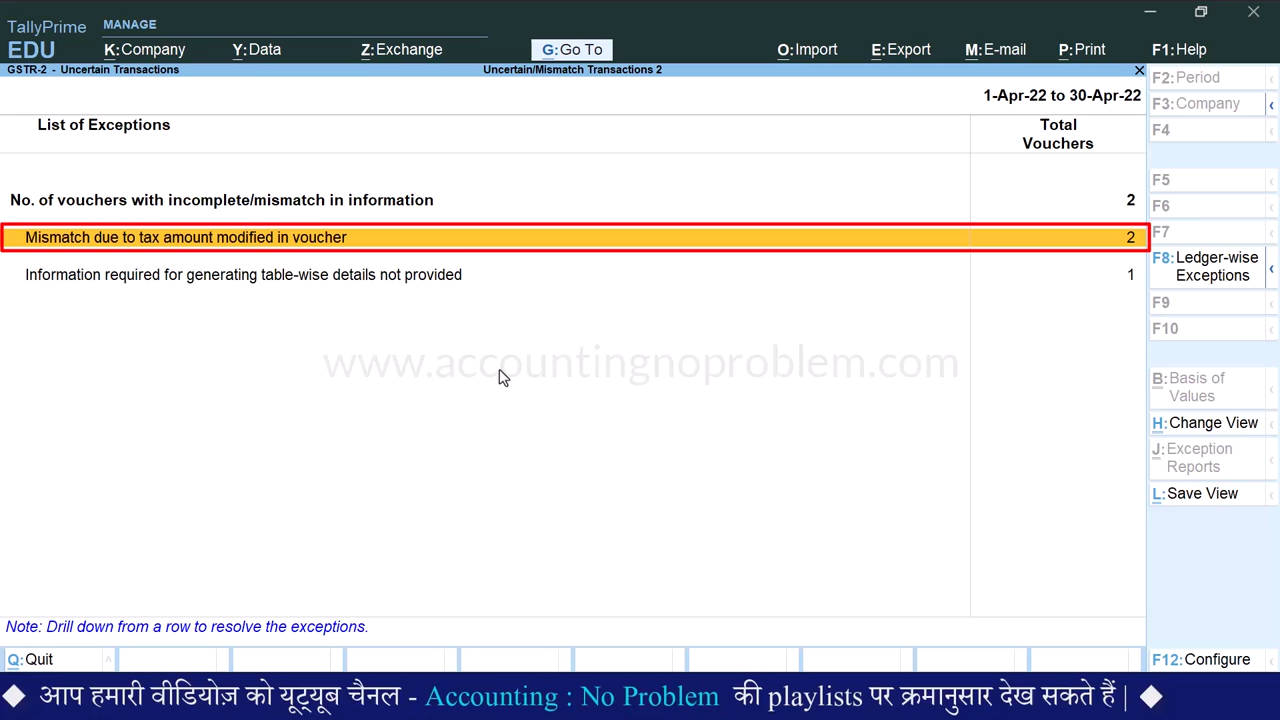 TallyPrime
EDU
MANAGE
K:Company Y:Data Z:Exchange G:Go To O:Import E:Export M:E-mail P:Print F1:Help
GSTR-2 - Uncertain Transactions Uncertain/Mismatch Transactions 2
1-Apr-22 to 30-Apr-22
List of Exceptions
Total
Vouchers
No. of vouchers with incomplete/mismatch in information 2
Mismatch due to tax amount modified in voucher 2
Information required for generating table-wise details not provided 1
www.accountingnoproblem.com
Note: Drill down from a row to resolve the exceptions.
Q:Quit
F2:Period
F3:Company
F4
F5
F6
F7
F8:Ledger-wise
Exceptions
F9
F10
B:Basis of
Values
H:Change View
J:Exception
Reports
L:Save View
F12:Configure
आप हमारी वीडियोज़ को यूट्यूब चैनल - Accounting : No Problem की playlists पर क्रमानुसार देख सकते हैं |